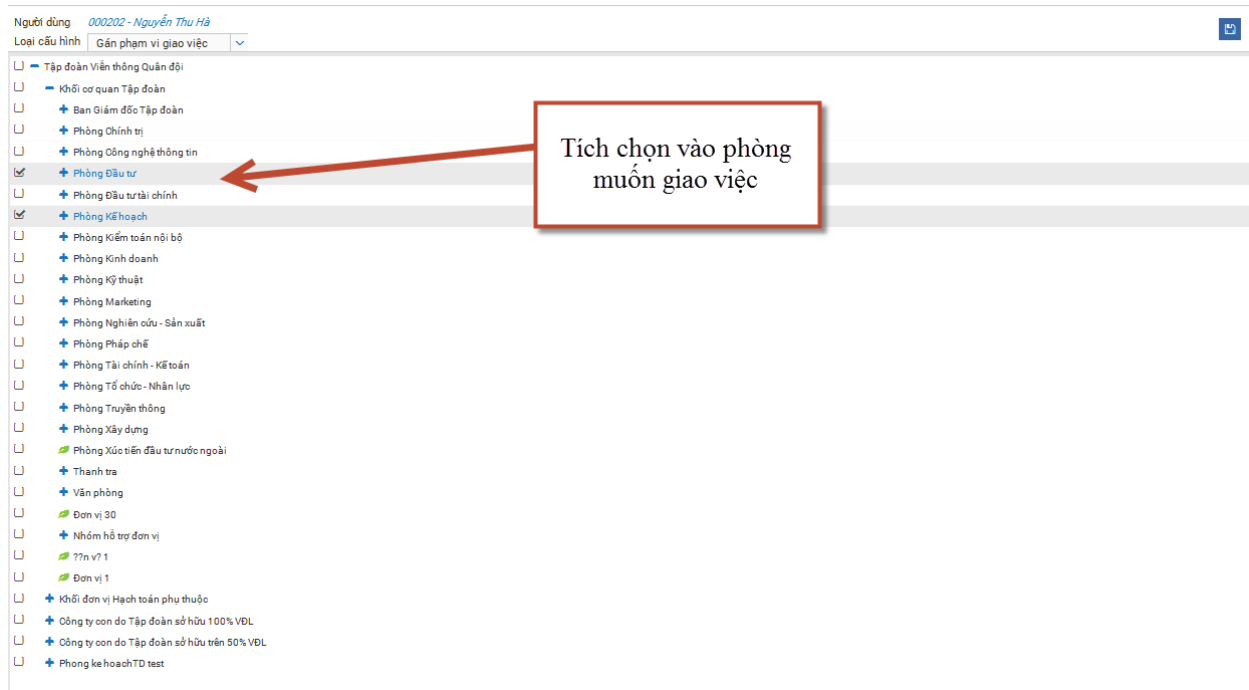 Người dùng 000202 - Nguyễn Thu Hà
Loại cấu hình Gán phạm vi giao việc
Tập đoàn Viễn thông Quân đội
Khối cơ quan Tập đoàn
Ban Giám đốc Tập đoàn
Phòng Chính trị
Phòng Công nghệ thông tin
Phòng Đầu tư
Phòng Đầu tư tài chính
Phòng Kế hoạch
Phòng Kiểm toán nội bộ
Phòng Kinh doanh
Phòng Kỹ thuật
Phòng Marketing
Phòng Nghiên cứu - Sản xuất
Phòng Pháp chế
Phòng Tài chính - Kế toán
Phòng Tổ chức - Nhân lực
Phòng Truyền thông
Phòng Xây dựng
Phòng Xúc tiến đầu tư nước ngoài
Thanh tra
Văn phòng
Đơn vị 30
Nhóm hỗ trợ đơn vị
??n v? 1
Đơn vị 1
Khối đơn vị Hạch toán phụ thuộc
Công ty con do Tập đoàn sở hữu 100% VĐL
Công ty con do Tập đoàn sở hữu trên 50% VĐL
Phong ke hoachTD test
Tích chọn vào phòng
muốn giao việc